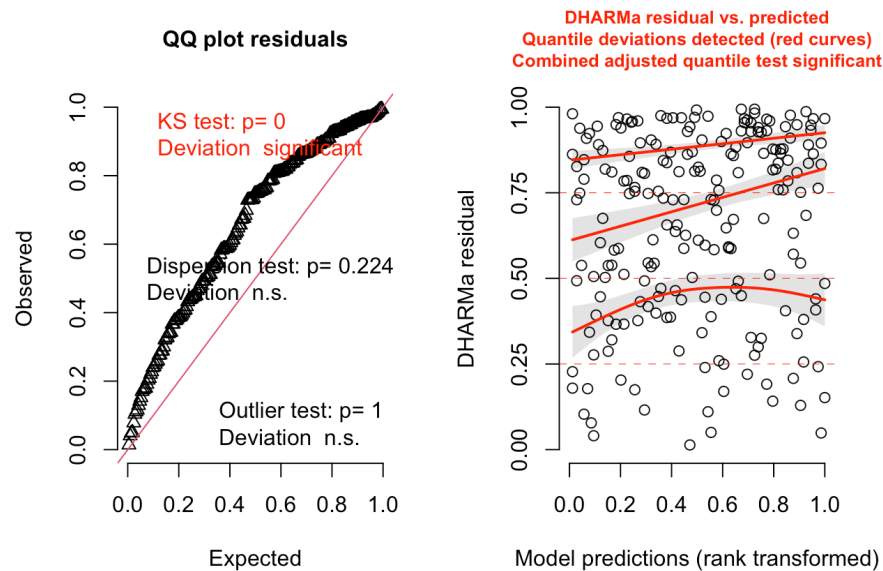 QQ plot residuals
KS test: p= 0
Deviation  significant
Dispersion test: p= 0.224
Deviation  n.s.
Outlier test: p= 1
Deviation  n.s.
Observed
0.0 0.2 0.4 0.6 0.8 1.0
0.0 0.2 0.4 0.6 0.8 1.0
Expected
DHARMa residual vs. predicted
Quantile deviations detected (red curves)
Combined adjusted quantile test significant
DHARMa residual
0.00 0.25 0.50 0.75 1.00
0.0 0.2 0.4 0.6 0.8 1.0
Model predictions (rank transformed)